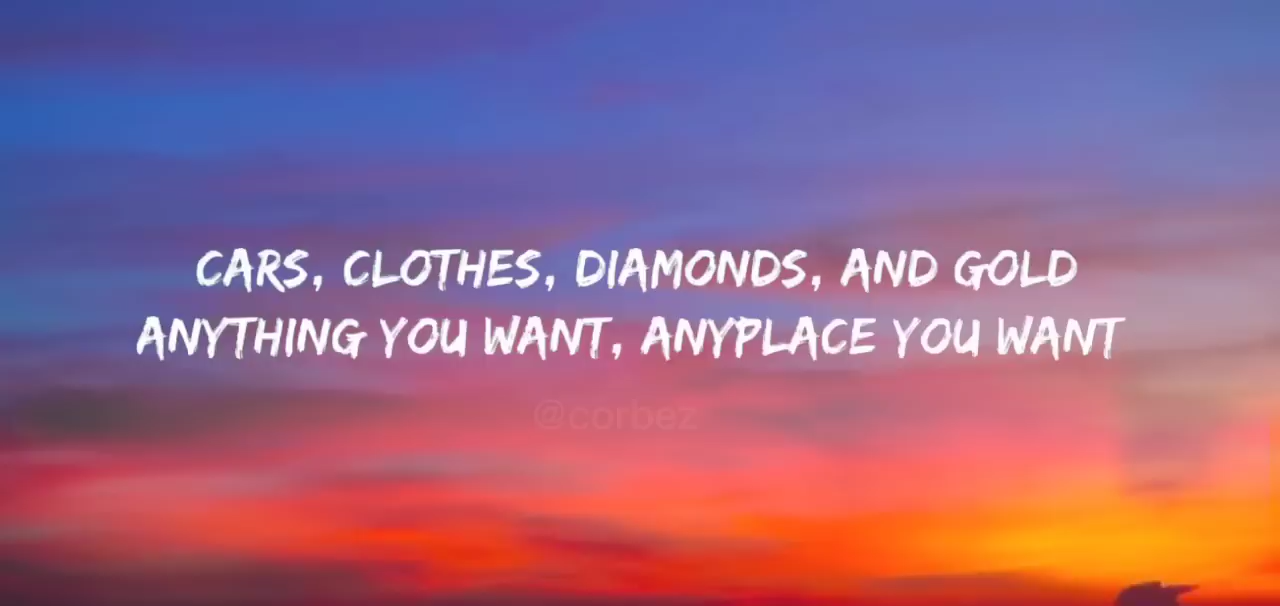 CARS, CLOTHES, DIAMONDS, AND GOLD
ANYTHING YOU WANT, ANYPLACE YOU WANT
@corbez